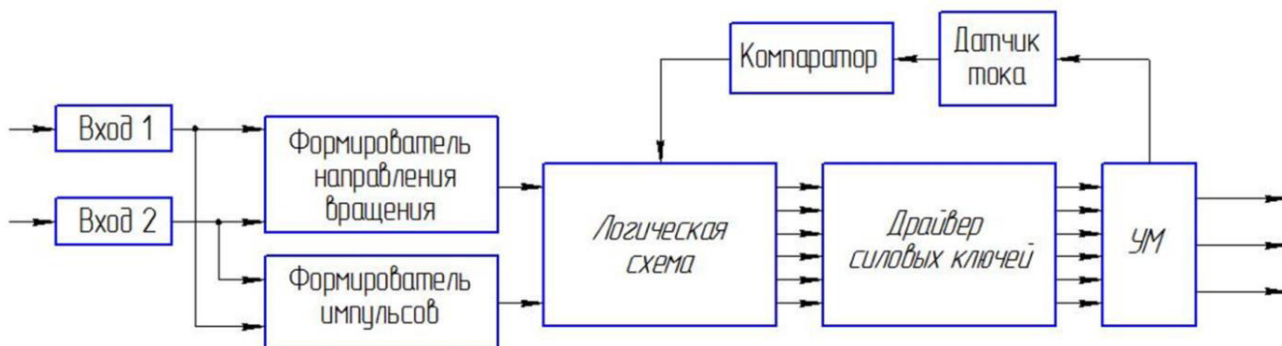 Компаратор
Датчик
тока
Вход 1
Формирователь
направления
вращения
Вход 2
Формирователь
импульсов
Логическая
схема
Драйвер
силовых ключей
УМ